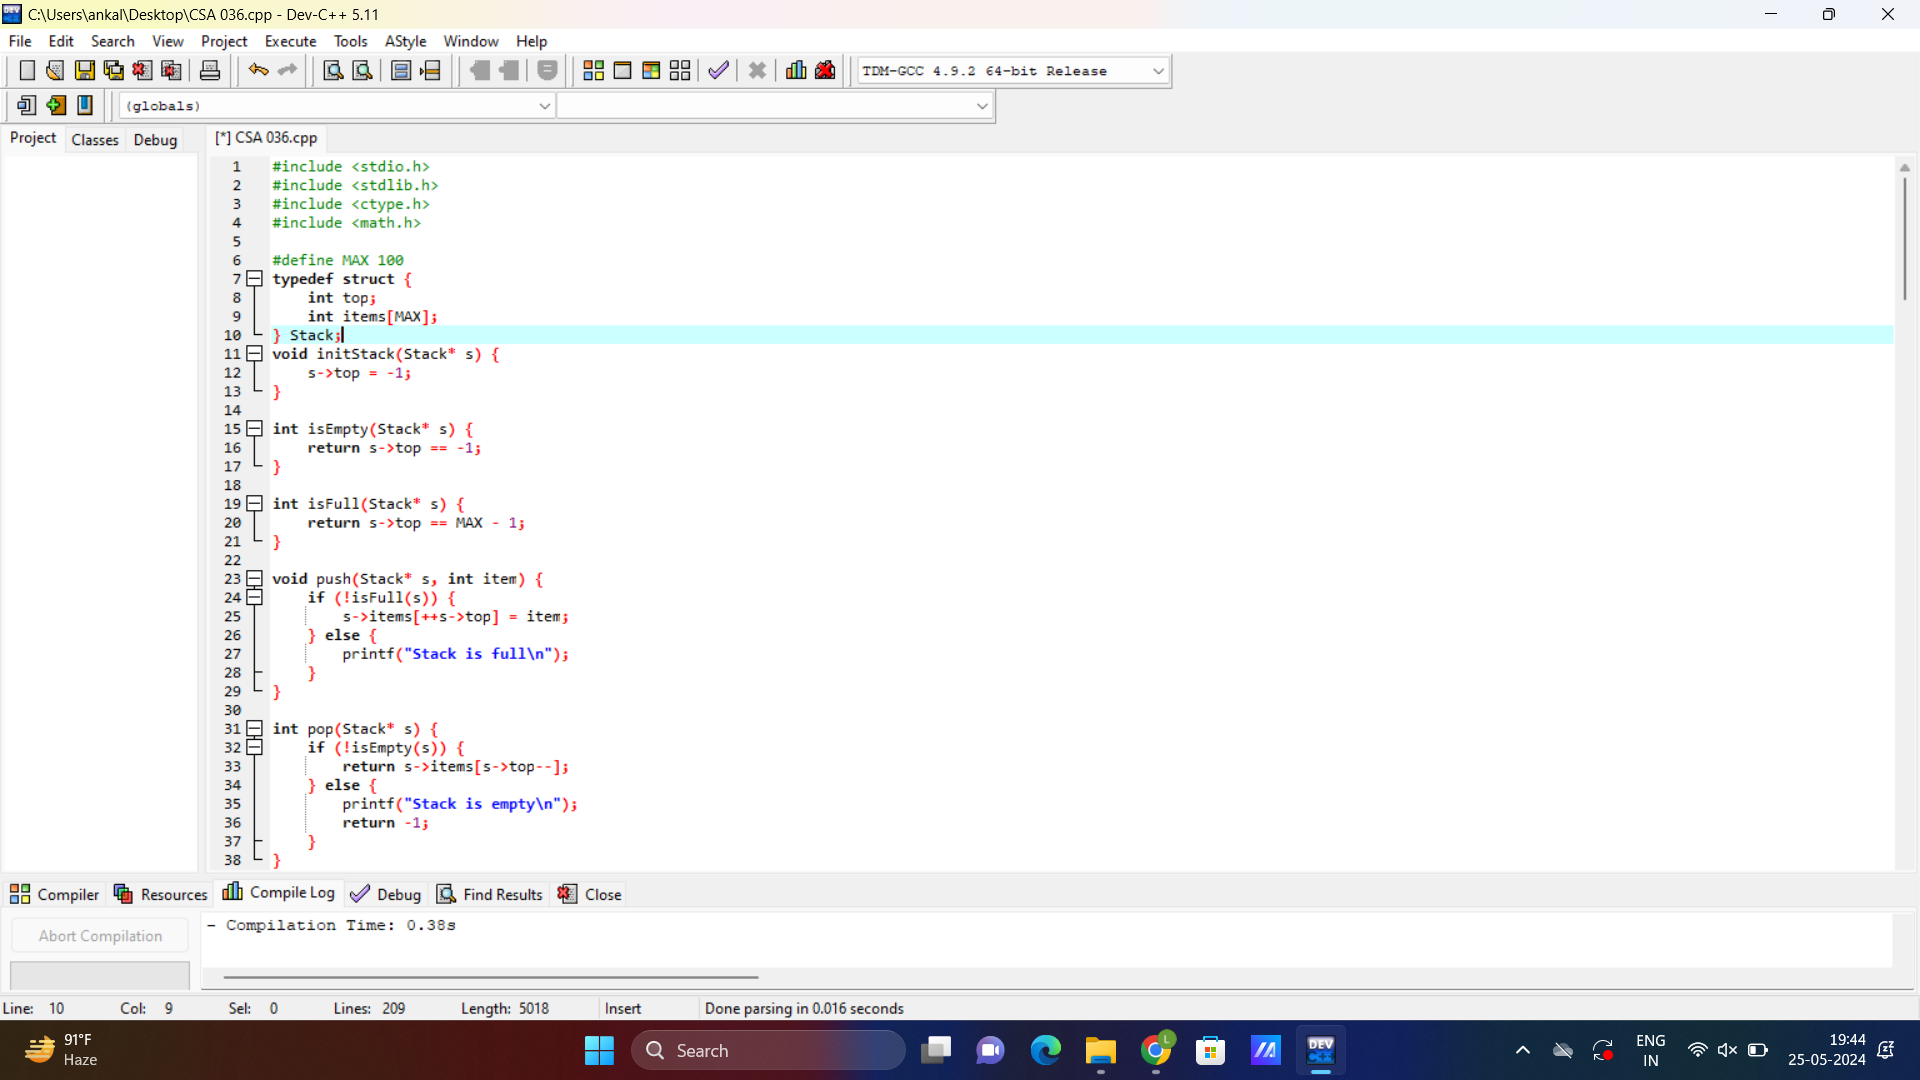 C:\Users\ankal\Desktop\CSA 036.cpp - Dev-C++ 5.11
File Edit Search View Project Execute Tools AStyle Window Help
TDM-GCC 4.9.2 64-bit Release
(globals)
Project Classes Debug [*] CSA 036.cpp
1 #include <stdio.h>
2 #include <stdlib.h>
3 #include <ctype.h>
4 #include <math.h>
5
6 #define MAX 100
7 typedef struct {
8 int top;
9 int items[MAX];
10 } Stack;
11 void initStack(Stack* s) {
12 s->top = -1;
13 }
14
15 int isEmpty(Stack* s) {
16 return s->top == -1;
17 }
18
19 int isFull(Stack* s) {
20 return s->top == MAX - 1;
21 }
22
23 void push(Stack* s, int item) {
24 if (!isFull(s)) {
25 s->items[++s->top] = item;
26 } else {
27 printf("Stack is full\n");
28 }
29 }
30
31 int pop(Stack* s) {
32 if (!isEmpty(s)) {
33 return s->items[s->top--];
34 } else {
35 printf("Stack is empty\n");
36 return -1;
37 }
38 }
Compiler Resources Compile Log Debug Find Results Close
Abort Compilation
- Compilation Time: 0.38s
Line: 10 Col: 9 Sel: 0 Lines: 209 Length: 5018 Insert Done parsing in 0.016 seconds
91°F
Haze
Search
L
DEV
C++
ENG
IN
19:44
25-05-2024